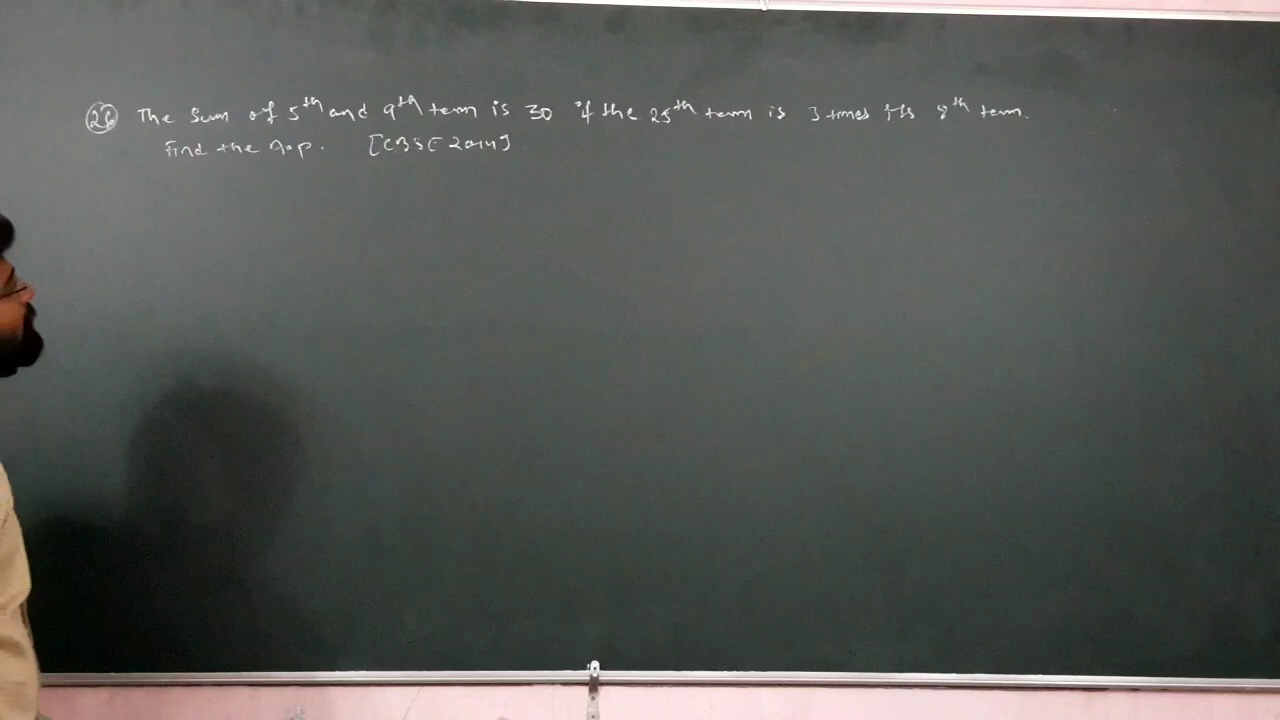 26 The Sum of 5th and 9th term is 30 if the 25th term is 3 times its 8th term.
Find the A.P. [CBSE 2014]